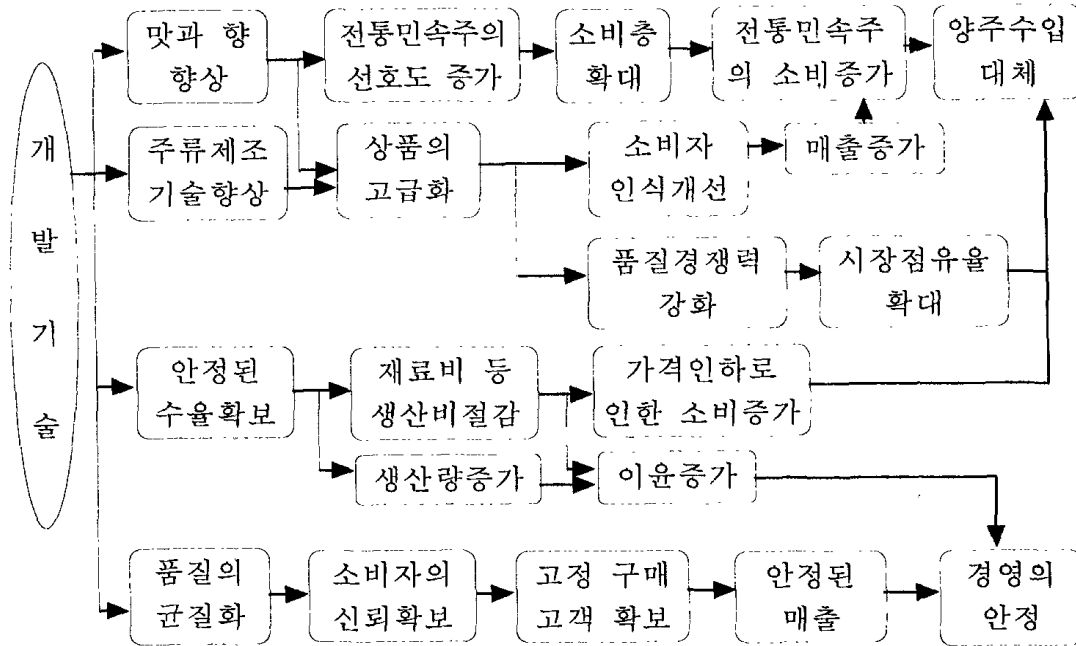 개
발
기
술
맛과 향
향상
전통민속주의
선호도 증가
소비층
확대
전통민속주
의 소비증가
양주수입
대체
주류제조
기술향상
상품의
고급화
소비자
인식개선
매출증가
품질경쟁력
강화
시장점유율
확대
안정된
수율확보
재료비 등
생산비절감
가격인하로
인한 소비증가
생산량증가
이윤증가
품질의
균질화
소비자의
신뢰확보
고정 구매
고객 확보
안정된
매출
경영의
안정